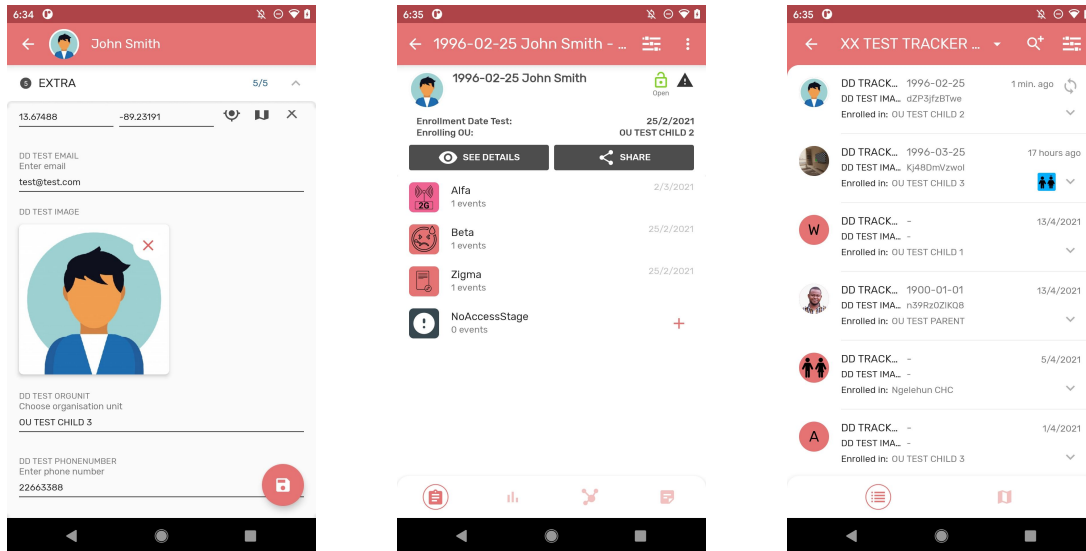 6:34
John Smith
5 EXTRA 5/5
13.67488 -89.23191
DD TEST EMAIL
Enter email
test@test.com
DD TEST IMAGE
DD TEST ORGUNIT
Choose organisation unit
OU TEST CHILD 3
DD TEST PHONENUMBER
Enter phone number
22663388
6:35
1996-02-25 John Smith - ...
1996-02-25 John Smith
Open
Enrollment Date Test: 25/2/2021
Enrolling OU: OU TEST CHILD 2
SEE DETAILS SHARE
2G
Alfa 2/3/2021
1 events
Beta 25/2/2021
1 events
Zigma 25/2/2021
1 events
NoAccessStage
0 events
6:35
XX TEST TRACKER ...
DD TRACK... 1996-02-25 1 min. ago
DD TEST IMA... dZP3jfzBTwe
Enrolled in: OU TEST CHILD 2
DD TRACK... 1996-03-25 17 hours ago
DD TEST IMA... Kj48DmVzwol
Enrolled in: OU TEST CHILD 3
W
DD TRACK... - 13/4/2021
DD TEST IMA... -
Enrolled in: OU TEST CHILD 1
DD TRACK... 1900-01-01 13/4/2021
DD TEST IMA... n39Rz0ZIKQ8
Enrolled in: OU TEST PARENT
DD TRACK... - 5/4/2021
DD TEST IMA... -
Enrolled in: Ngelehun CHC
A
DD TRACK... - 1/4/2021
DD TEST IMA... -
Enrolled in: OU TEST CHILD 3